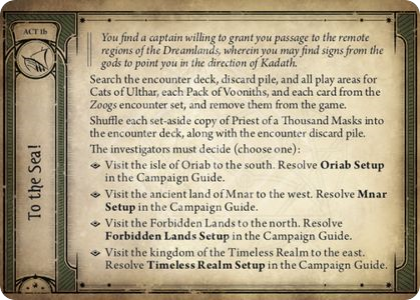 ACT 1b
To the Sea!
You find a captain willing to grant you passage to the remote
regions of the Dreamlands, wherein you may find signs from the
gods to point you in the direction of Kadath.
Search the encounter deck, discard pile, and all play areas for
Cats of Ulthar, each Pack of Vooniths, and each card from the
Zoogs encounter set, and remove them from the game.
Shuffle each set-aside copy of Priest of a Thousand Masks into
the encounter deck, along with the encounter discard pile.
The investigators must decide (choose one):
Visit the isle of Oriab to the south. Resolve Oriab Setup
in the Campaign Guide.
Visit the ancient land of Mnar to the west. Resolve Mnar
Setup in the Campaign Guide.
Visit the Forbidden Lands to the north. Resolve
Forbidden Lands Setup in the Campaign Guide.
Visit the kingdom of the Timeless Realm to the east.
Resolve Timeless Realm Setup in the Campaign Guide.